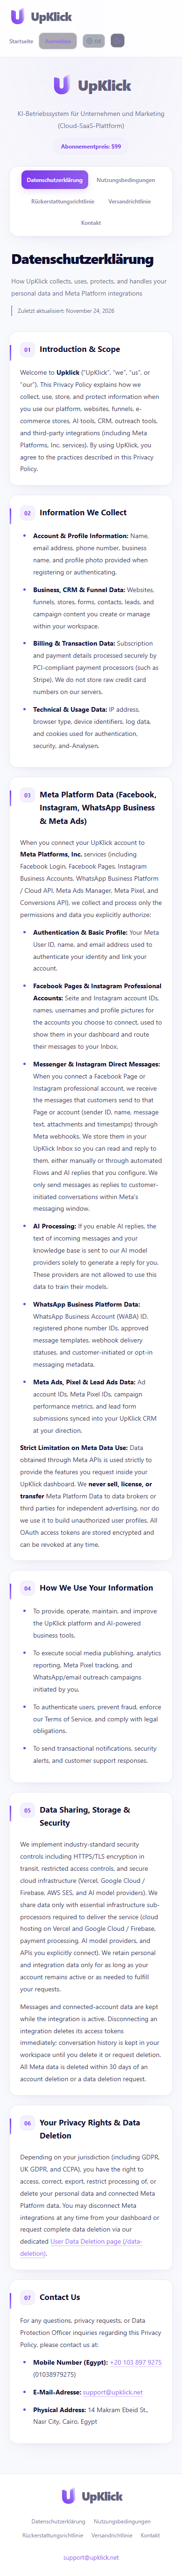 UpKlick
Startseite
Anmelden
DE
UpKlick
KI-Betriebssystem für Unternehmen und Marketing
(Cloud-SaaS-Plattform)
Abonnementpreis: $99
Datenschutzerklärung
Nutzungsbedingungen
Rückerstattungsrichtlinie
Versandrichtlinie
Kontakt
Datenschutzerklärung
How UpKlick collects, uses, protects, and handles your
personal data and Meta Platform integrations
Zuletzt aktualisiert: November 24, 2026
01 Introduction & Scope
Welcome to UpKlick ("UpKlick", "we", "us", or
"our"). This Privacy Policy explains how we
collect, use, store, and protect information when
you use our platform, websites, funnels, e-
commerce stores, AI tools, CRM, outreach tools,
and third-party integrations (including Meta
Platforms, Inc. services). By using UpKlick, you
agree to the practices described in this Privacy
Policy.
02 Information We Collect
Account & Profile Information: Name,
email address, phone number, business
name, and profile photo provided when
registering or authenticating.
Business, CRM & Funnel Data: Websites,
funnels, stores, forms, contacts, leads, and
campaign content you create or manage
within your workspace.
Billing & Transaction Data: Subscription
and payment details processed securely by
PCI-compliant payment processors (such as
Stripe). We do not store raw credit card
numbers on our servers.
Technical & Usage Data: IP address,
browser type, device identifiers, log data,
and cookies used for authentication,
security, and-Analysen.
03 Meta Platform Data (Facebook,
Instagram, WhatsApp Business
& Meta Ads)
When you connect your UpKlick account to
Meta Platforms, Inc. services (including
Facebook Login, Facebook Pages, Instagram
Business Accounts, WhatsApp Business Platform
/ Cloud API, Meta Ads Manager, Meta Pixel, and
Conversions API), we collect and process only the
permissions and data you explicitly authorize:
Authentication & Basic Profile: Your Meta
User ID, name, and email address used to
authenticate your identity and link your
account.
Facebook Pages & Instagram Professional
Accounts: Seite and Instagram account IDs,
names, usernames and profile pictures for
the accounts you choose to connect, used to
show them in your dashboard and route
their messages to your Inbox.
Messenger & Instagram Direct Messages:
When you connect a Facebook Page or
Instagram professional account, we receive
the messages that customers send to that
Page or account (sender ID, name, message
text, attachments and timestamps) through
Meta webhooks. We store them in your
UpKlick Inbox so you can read and reply to
them, either manually or through automated
Flows and AI replies that you configure. We
only send messages as replies to customer-
initiated conversations within Meta's
messaging window.
AI Processing: If you enable AI replies, the
text of incoming messages and your
knowledge base is sent to our AI model
providers solely to generate a reply for you.
These providers are not allowed to use this
data to train their models.
WhatsApp Business Platform Data:
WhatsApp Business Account (WABA) ID,
registered phone number IDs, approved
message templates, webhook delivery
statuses, and customer-initiated or opt-in
messaging metadata.
Meta Ads, Pixel & Lead Ads Data: Ad
account IDs, Meta Pixel IDs, campaign
performance metrics, and lead form
submissions synced into your UpKlick CRM
at your direction.
Strict Limitation on Meta Data Use: Data
obtained through Meta APIs is used strictly to
provide the features you request inside your
UpKlick dashboard. We never sell, license, or
transfer Meta Platform Data to data brokers or
third parties for independent advertising, nor do
we use it to build unauthorized user profiles. All
OAuth access tokens are stored encrypted and
can be revoked at any time.
04 How We Use Your Information
To provide, operate, maintain, and improve
the UpKlick platform and AI-powered
business tools.
To execute social media publishing, analytics
reporting, Meta Pixel tracking, and
WhatsApp/email outreach campaigns
initiated by you.
To authenticate users, prevent fraud, enforce
our Terms of Service, and comply with legal
obligations.
To send transactional notifications, security
alerts, and customer support responses.
05 Data Sharing, Storage &
Security
We implement industry-standard security
controls including HTTPS/TLS encryption in
transit, restricted access controls, and secure
cloud infrastructure (Vercel, Google Cloud /
Firebase, AWS SES, and AI model providers). We
share data only with essential infrastructure sub-
processors required to deliver the service (cloud
hosting on Vercel and Google Cloud / Firebase,
payment processing, AI model providers, and
APIs you explicitly connect). We retain personal
and integration data only for as long as your
account remains active or as needed to fulfill
your requests.
Messages and connected-account data are kept
while the integration is active. Disconnecting an
integration deletes its access tokens
immediately; conversation history is kept in your
workspace until you delete it or request deletion.
All Meta data is deleted within 30 days of an
account deletion or a data deletion request.
06 Your Privacy Rights & Data
Deletion
Depending on your jurisdiction (including GDPR,
UK GDPR, and CCPA), you have the right to
access, correct, export, restrict processing of, or
delete your personal data and connected Meta
Platform data. You may disconnect Meta
integrations at any time from your dashboard or
request complete data deletion via our
dedicated User Data Deletion page (/data-
deletion).
07 Contact Us
For any questions, privacy requests, or Data
Protection Officer inquiries regarding this Privacy
Policy, please contact us at:
Mobile Number (Egypt): +20 103 897 9275
(01038979275)
E-Mail-Adresse: support@upklick.net
Physical Address: 14 Makram Ebeid St.,
Nasr City, Cairo, Egypt
UpKlick
Datenschutzerklärung
Nutzungsbedingungen
Rückerstattungsrichtlinie
Versandrichtlinie
Kontakt
support@upklick.net